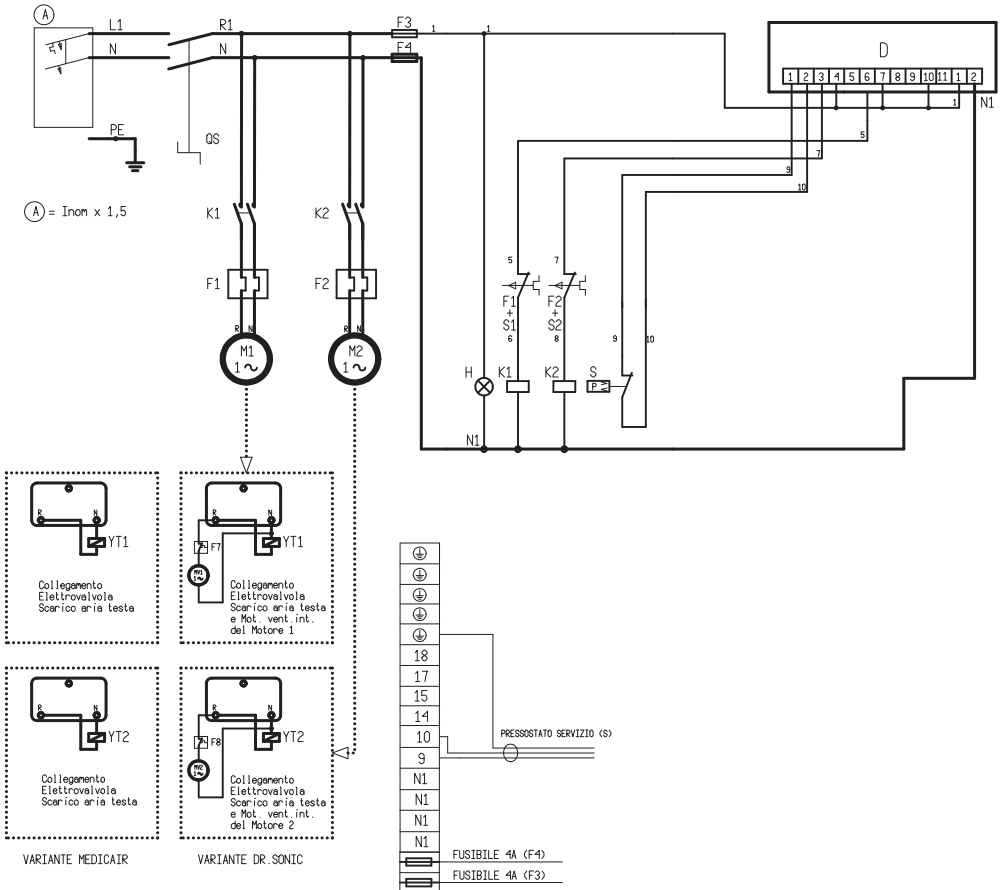 A
L1
R1
F3
1
1
N
N
F4
D
1 2 3 4 5 6 7 8 9 10 11 1 2
1
N1
PE
QS
5
7
9
10
A = Inom x 1,5
K1
K2
F1
F2
5
7
F1
+
S1
F2
+
S2
6
8
9
10
R N
R N
M1
1 ~
M2
1 ~
H
K1
K2
S
P
N1
R
N
YT1
Collegamento
Elettrovalvola
Scarico aria testa
R
N
F7
YT1
MV1
1~
Collegamento
Elettrovalvola
Scarico aria testa
e Mot. vent.int.
del Motore 1
R
N
YT2
Collegamento
Elettrovalvola
Scarico aria testa
R
N
F8
YT2
MV2
1~
Collegamento
Elettrovalvola
Scarico aria testa
e Mot. vent.int.
del Motore 2
VARIANTE MEDICAIR
VARIANTE DR.SONIC
18
17
15
14
10
PRESSOSTATO SERVIZIO (S)
9
N1
N1
N1
N1
FUSIBILE 4A (F4)
FUSIBILE 4A (F3)